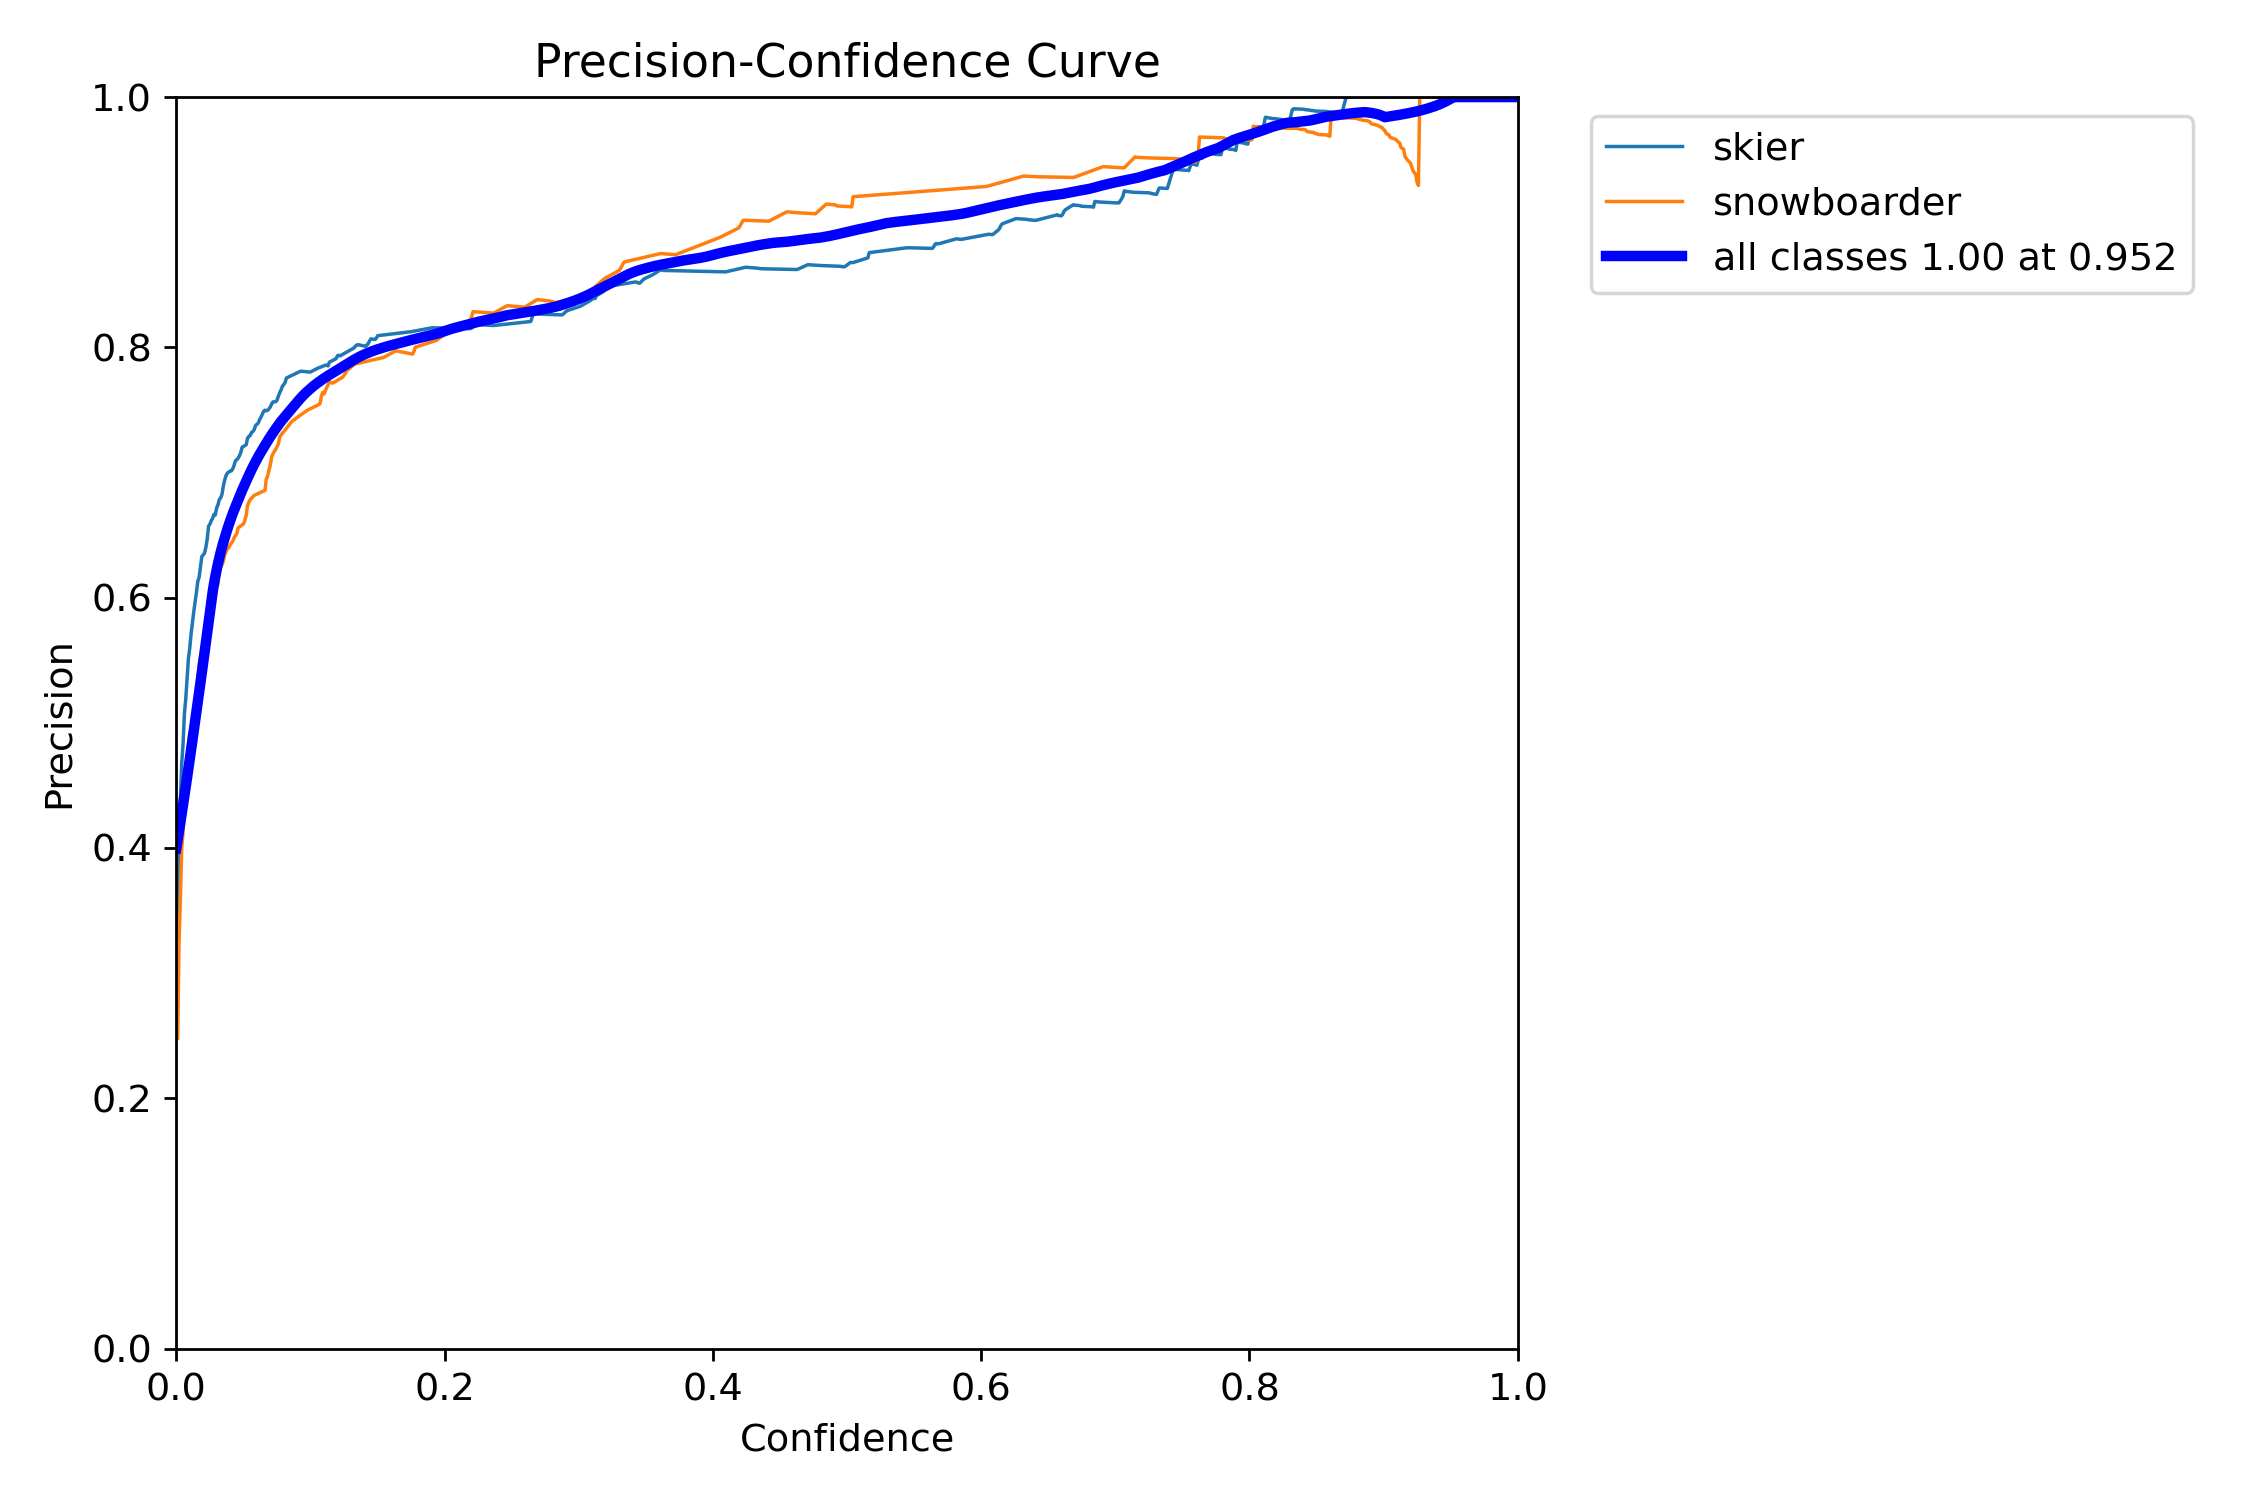 Precision-Confidence Curve
1.0
0.8
0.6
0.4
0.2
0.0
Precision
0.0 0.2 0.4 0.6 0.8 1.0
Confidence
skier
snowboarder
all classes 1.00 at 0.952